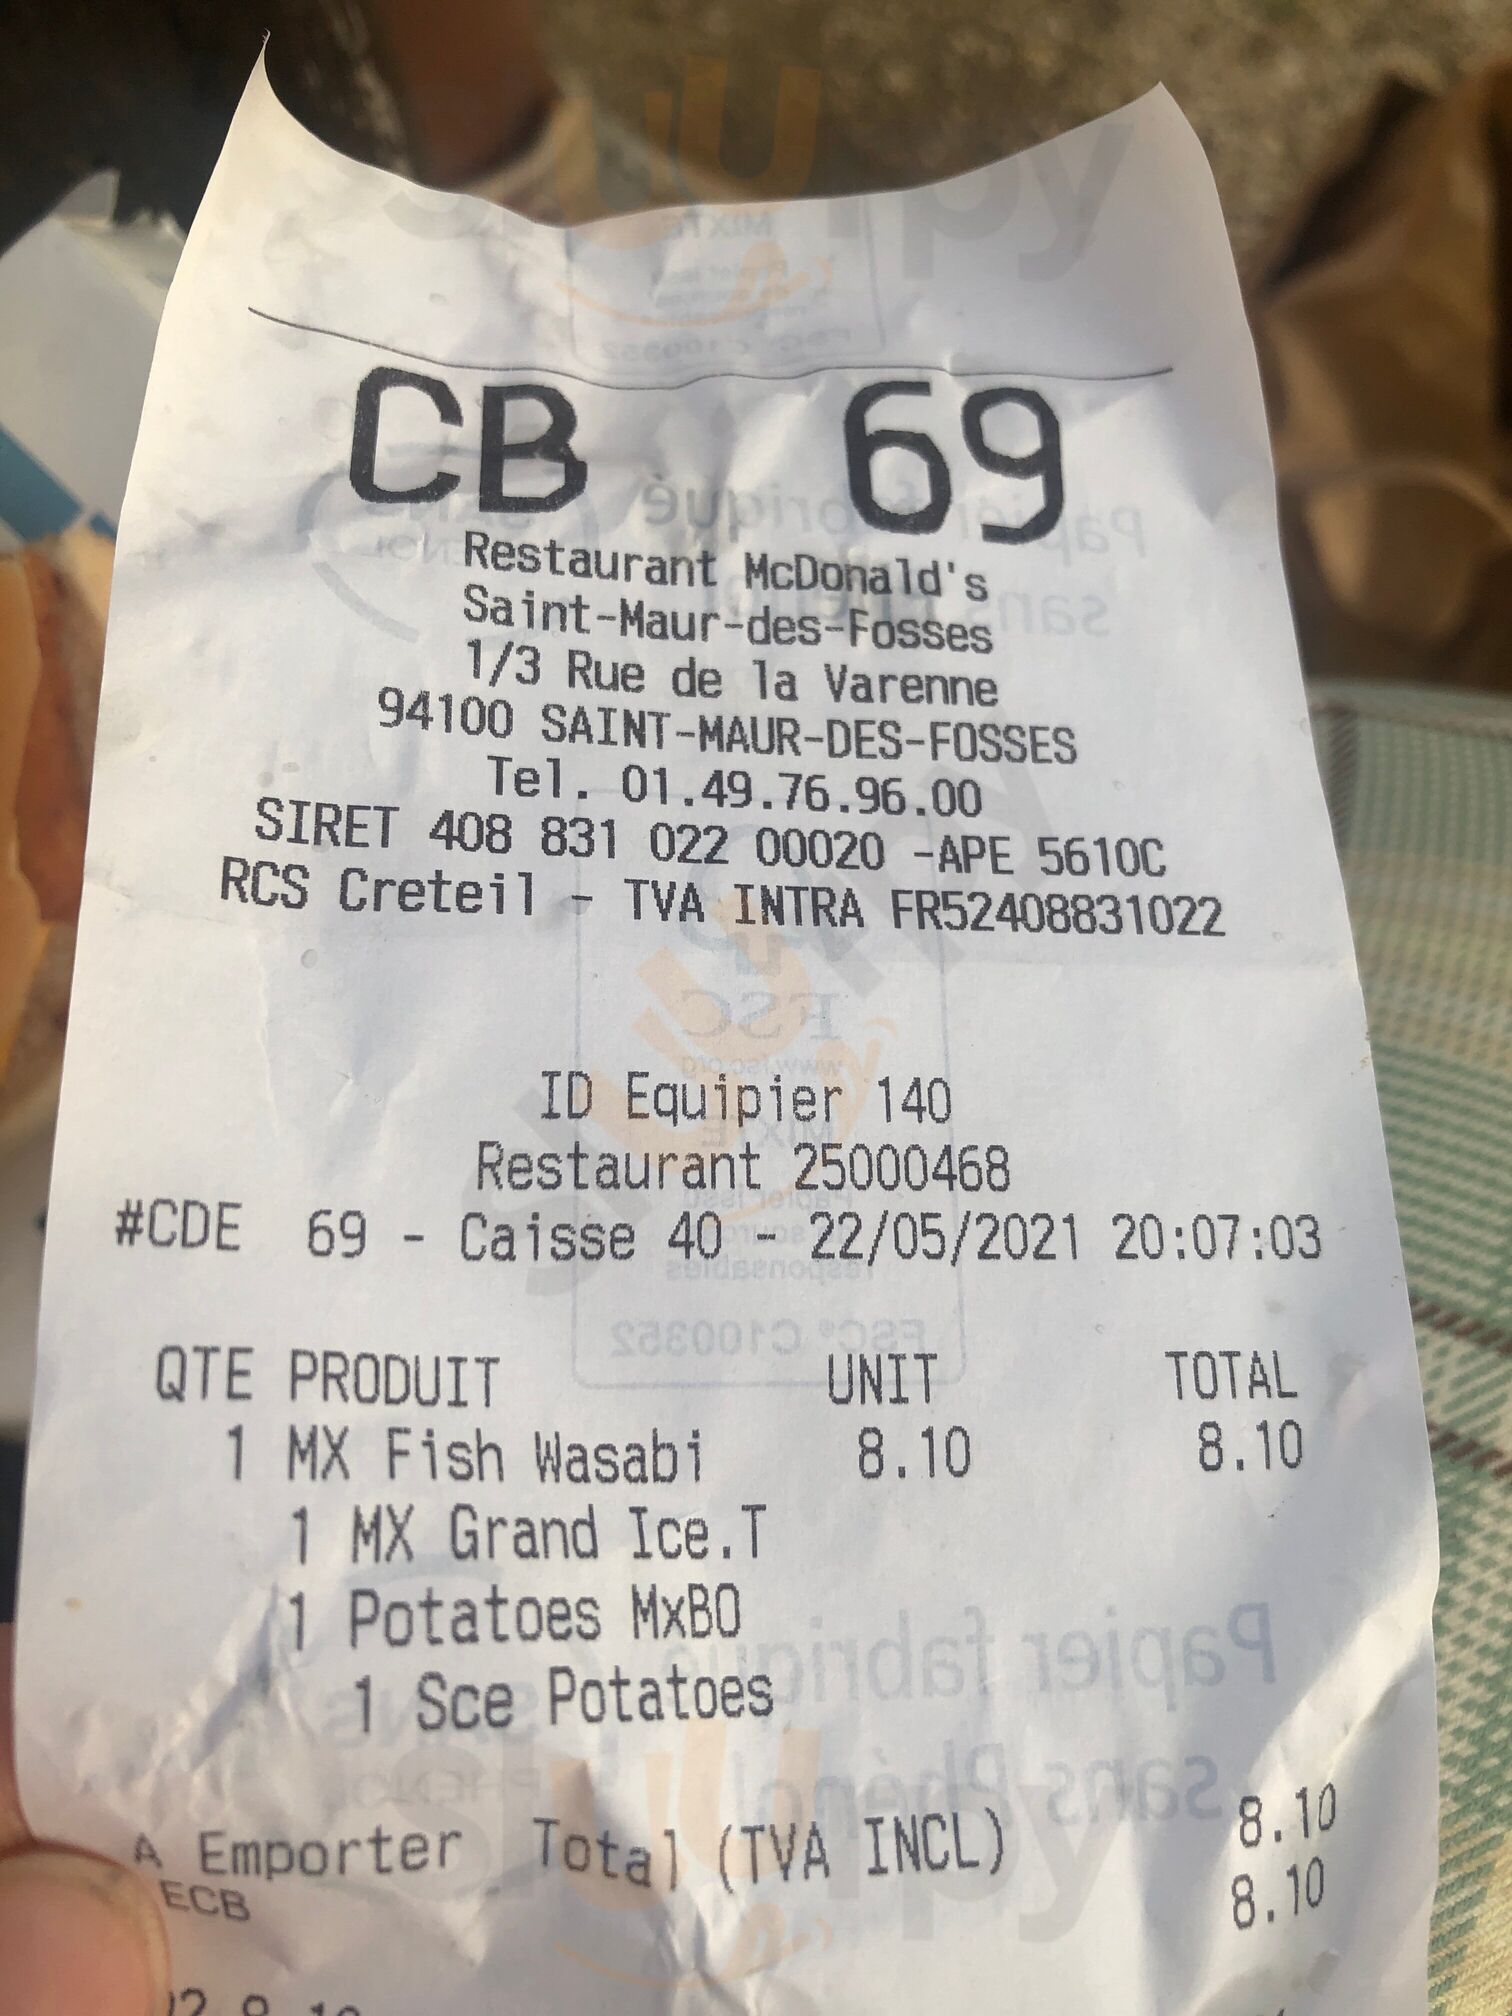 CB 69
Restaurant McDonald's
Saint-Maur-des-Fosses
1/3 Rue de la Varenne
94100 SAINT-MAUR-DES-FOSSES
Tel. 01.49.76.96.00
SIRET 408 831 022 00020 -APE 5610C
RCS Creteil - TVA INTRA FR52408831022
ID Equipier 140
Restaurant 25000468
#CDE 69 - Caisse 40 - 22/05/2021 20:07:03
QTE PRODUIT UNIT TOTAL
1 MX Fish Wasabi 8.10 8.10
1 MX Grand Ice.T
1 Potatoes MxBO
1 Sce Potatoes
A Emporter Total (TVA INCL) 8.10
ECB 8.10